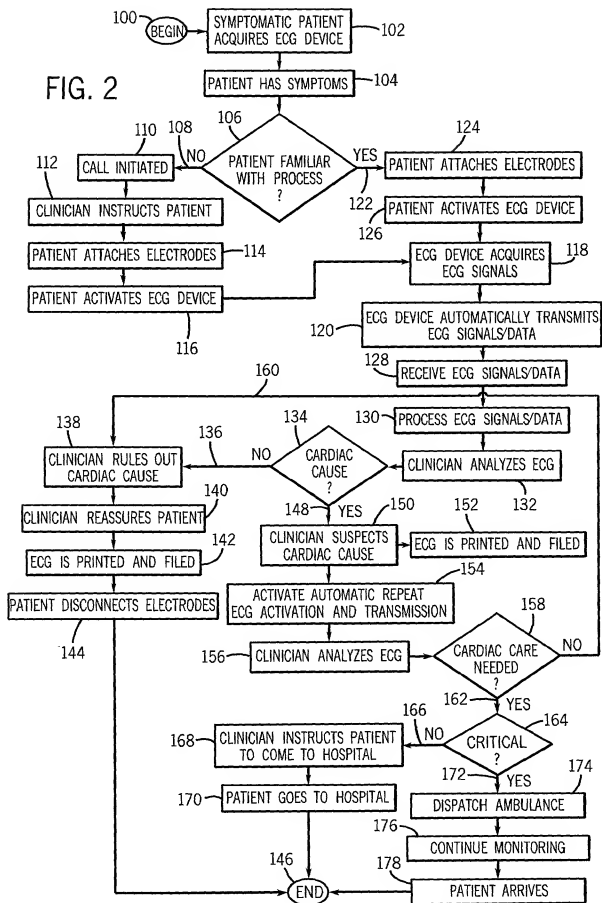 100
BEGIN
SYMPTOMATIC PATIENT
ACQUIRES ECG DEVICE
102
PATIENT HAS SYMPTOMS
104
FIG. 2
106
PATIENT FAMILIAR
WITH PROCESS
?
108
NO
110
CALL INITIATED
112
CLINICIAN INSTRUCTS PATIENT
PATIENT ATTACHES ELECTRODES
114
PATIENT ACTIVATES ECG DEVICE
116
YES
122
124
PATIENT ATTACHES ELECTRODES
PATIENT ACTIVATES ECG DEVICE
126
ECG DEVICE ACQUIRES
ECG SIGNALS
118
ECG DEVICE AUTOMATICALLY TRANSMITS
ECG SIGNALS/DATA
120
128
RECEIVE ECG SIGNALS/DATA
160
130
PROCESS ECG SIGNALS/DATA
CLINICIAN ANALYZES ECG
132
134
CARDIAC
CAUSE
?
136
NO
138
CLINICIAN RULES OUT
CARDIAC CAUSE
140
CLINICIAN REASSURES PATIENT
142
ECG IS PRINTED AND FILED
PATIENT DISCONNECTS ELECTRODES
144
148
YES
150
CLINICIAN SUSPECTS
CARDIAC CAUSE
152
ECG IS PRINTED AND FILED
154
ACTIVATE AUTOMATIC REPEAT
ECG ACTIVATION AND TRANSMISSION
156
CLINICIAN ANALYZES ECG
158
CARDIAC CARE
NEEDED
?
NO
162
YES
164
CRITICAL
?
166
NO
168
CLINICIAN INSTRUCTS PATIENT
TO COME TO HOSPITAL
170
PATIENT GOES TO HOSPITAL
172
YES
174
DISPATCH AMBULANCE
176
CONTINUE MONITORING
178
PATIENT ARRIVES
146
END